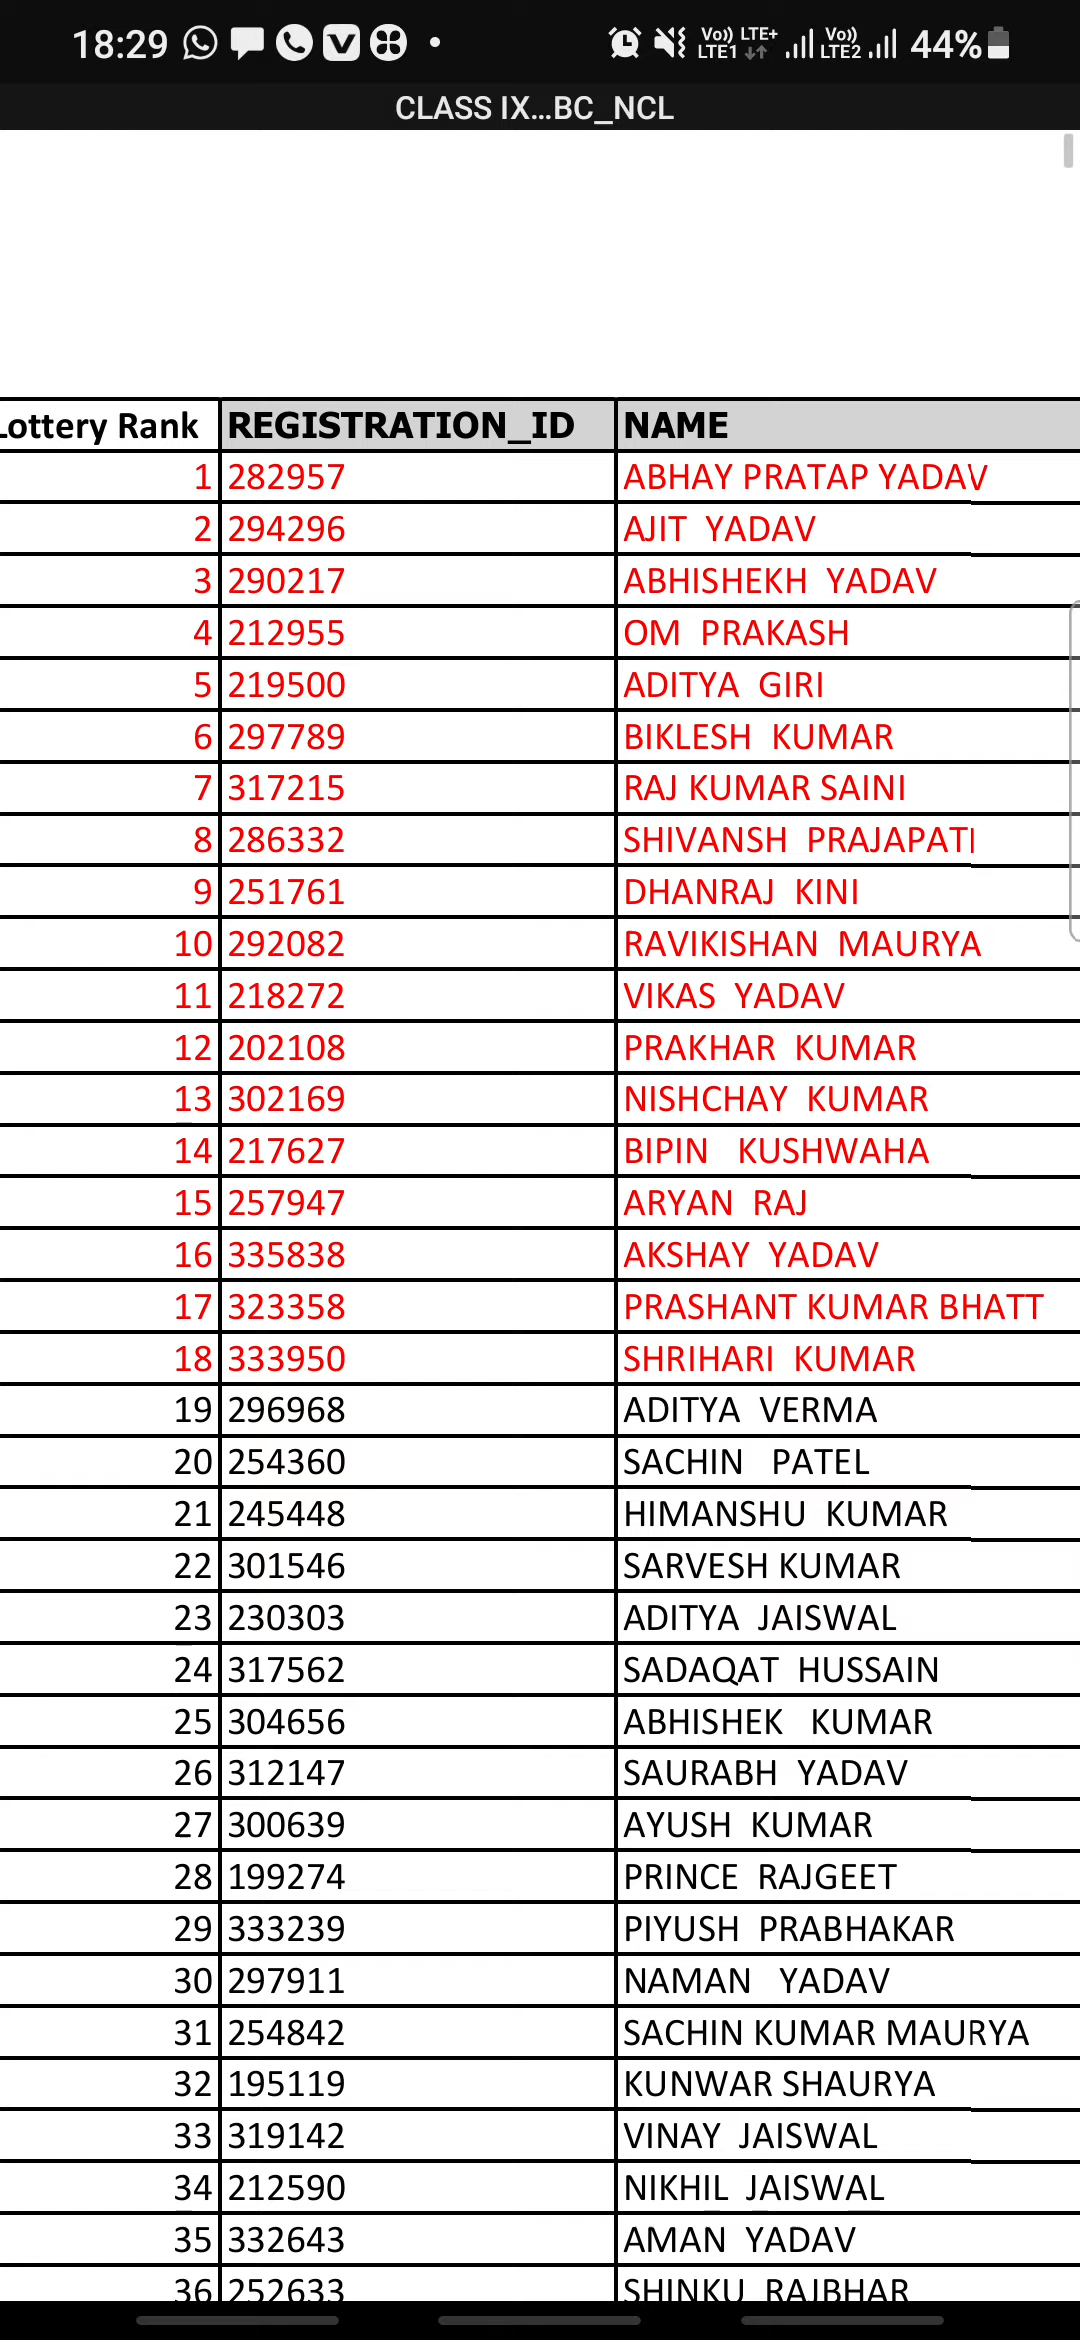 18:29 Vo)) LTE+ LTE1 Vo)) LTE2 44%
CLASS IX...BC_NCL
Lottery Rank REGISTRATION_ID NAME
1 282957 ABHAY PRATAP YADAV
2 294296 AJIT YADAV
3 290217 ABHISHEKH YADAV
4 212955 OM PRAKASH
5 219500 ADITYA GIRI
6 297789 BIKLESH KUMAR
7 317215 RAJ KUMAR SAINI
8 286332 SHIVANSH PRAJAPATI
9 251761 DHANRAJ KINI
10 292082 RAVIKISHAN MAURYA
11 218272 VIKAS YADAV
12 202108 PRAKHAR KUMAR
13 302169 NISHCHAY KUMAR
14 217627 BIPIN KUSHWAHA
15 257947 ARYAN RAJ
16 335838 AKSHAY YADAV
17 323358 PRASHANT KUMAR BHATT
18 333950 SHRIHARI KUMAR
19 296968 ADITYA VERMA
20 254360 SACHIN PATEL
21 245448 HIMANSHU KUMAR
22 301546 SARVESH KUMAR
23 230303 ADITYA JAISWAL
24 317562 SADAQAT HUSSAIN
25 304656 ABHISHEK KUMAR
26 312147 SAURABH YADAV
27 300639 AYUSH KUMAR
28 199274 PRINCE RAJGEET
29 333239 PIYUSH PRABHAKAR
30 297911 NAMAN YADAV
31 254842 SACHIN KUMAR MAURYA
32 195119 KUNWAR SHAURYA
33 319142 VINAY JAISWAL
34 212590 NIKHIL JAISWAL
35 332643 AMAN YADAV
36 252633 SHINKU RAJBHAR